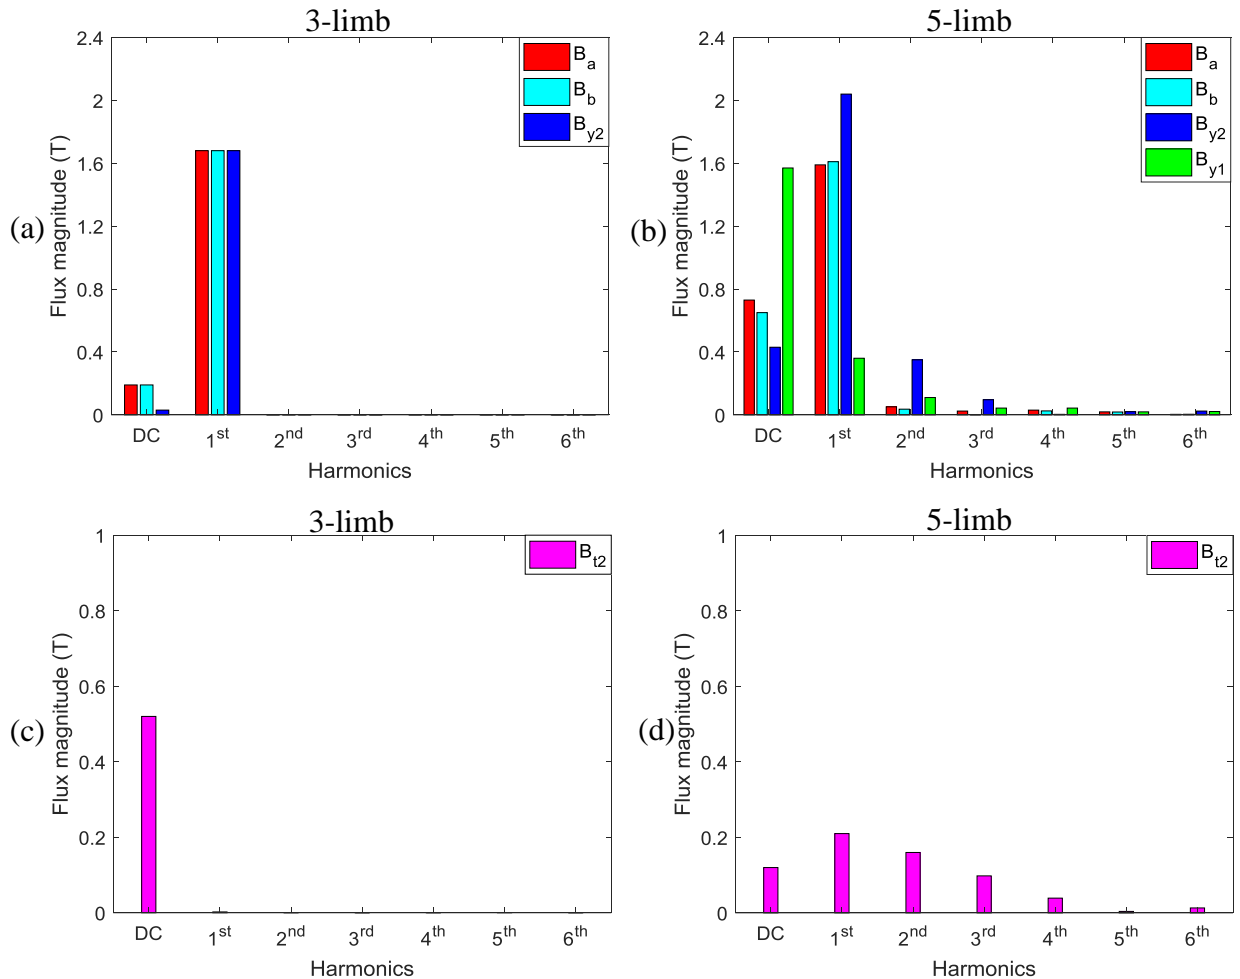 3-limb
(a)
Flux magnitude (T)
2.4
2
1.6
1.2
0.8
0.4
0
DC 1st 2nd 3rd 4th 5th 6th
Harmonics
Ba
Bb
By2
5-limb
(b)
Flux magnitude (T)
2.4
2
1.6
1.2
0.8
0.4
0
DC 1st 2nd 3rd 4th 5th 6th
Harmonics
Ba
Bb
By2
By1
3-limb
(c)
Flux magnitude (T)
1
0.8
0.6
0.4
0.2
0
DC 1st 2nd 3rd 4th 5th 6th
Harmonics
Bt2
5-limb
(d)
Flux magnitude (T)
1
0.8
0.6
0.4
0.2
0
DC 1st 2nd 3rd 4th 5th 6th
Harmonics
Bt2